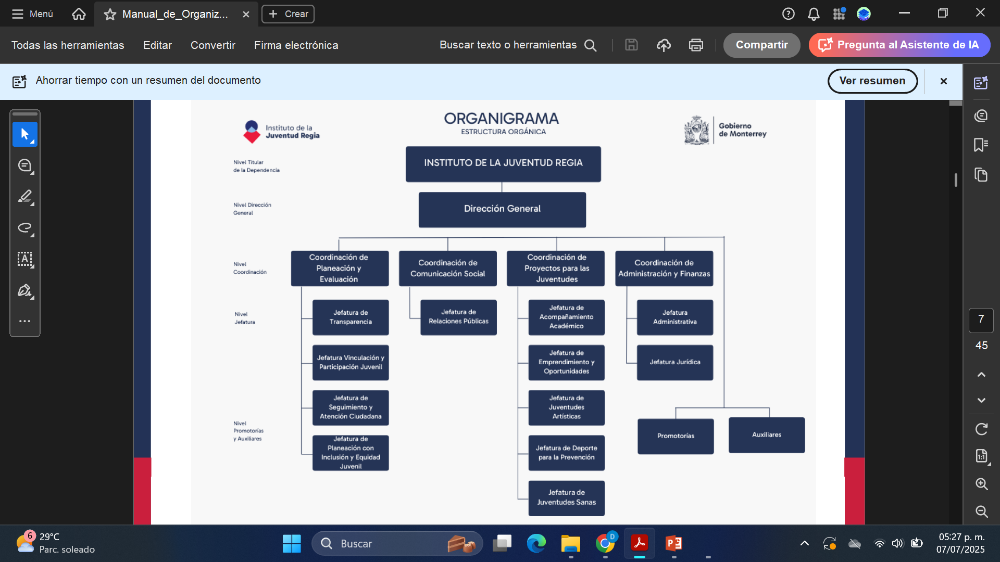 Menú
Manual_de_Organiz...
Crear
Todas las herramientas
Editar
Convertir
Firma electrónica
Buscar texto o herramientas
Compartir
Pregunta al Asistente de IA
Ahorrar tiempo con un resumen del documento
Ver resumen
Instituto de la
Juventud Regia
ORGANIGRAMA
ESTRUCTURA ORGÁNICA
Gobierno
de Monterrey
Nivel Titular
de la Dependencia
INSTITUTO DE LA JUVENTUD REGIA
Nivel Dirección
General
Dirección General
Nivel
Coordinación
Coordinación de
Planeación y
Evaluación
Coordinación de
Comunicación Social
Coordinación de
Proyectos para las
Juventudes
Coordinación de
Administración y Finanzas
Nivel
Jefatura
Jefatura de
Transparencia
Jefatura de
Relaciones Públicas
Jefatura de
Acompañamiento
Académico
Jefatura
Administrativa
Jefatura Vinculación y
Participación Juvenil
Jefatura de
Emprendimiento y
Oportunidades
Jefatura Jurídica
Jefatura de
Seguimiento y
Atención Ciudadana
Jefatura de
Juventudes
Artísticas
Nivel
Promotorías
y Auxiliares
Promotorías
Auxiliares
Jefatura de
Planeación con
Inclusión y Equidad
Juvenil
Jefatura de Deporte
para la Prevención
Jefatura de
Juventudes Sanas
7
45
1:1
6
29°C
Parc. soleado
Buscar
D
05:27 p. m.
07/07/2025